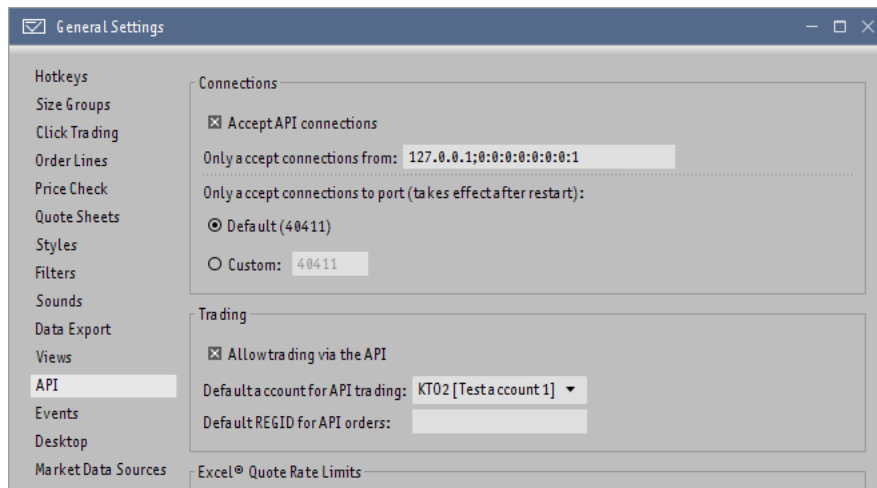 General Settings
Hotkeys
Size Groups
Click Trading
Order Lines
Price Check
Quote Sheets
Styles
Filters
Sounds
Data Export
Views
API
Events
Desktop
Market Data Sources
Connections
Accept API connections
Only accept connections from: 127.0.0.1;0:0:0:0:0:0:0:1
Only accept connections to port (takes effect after restart):
Default (40411)
Custom: 40411
Trading
Allow trading via the API
Default account for API trading: KT02 [Test account 1]
Default REGID for API orders:
Excel® Quote Rate Limits